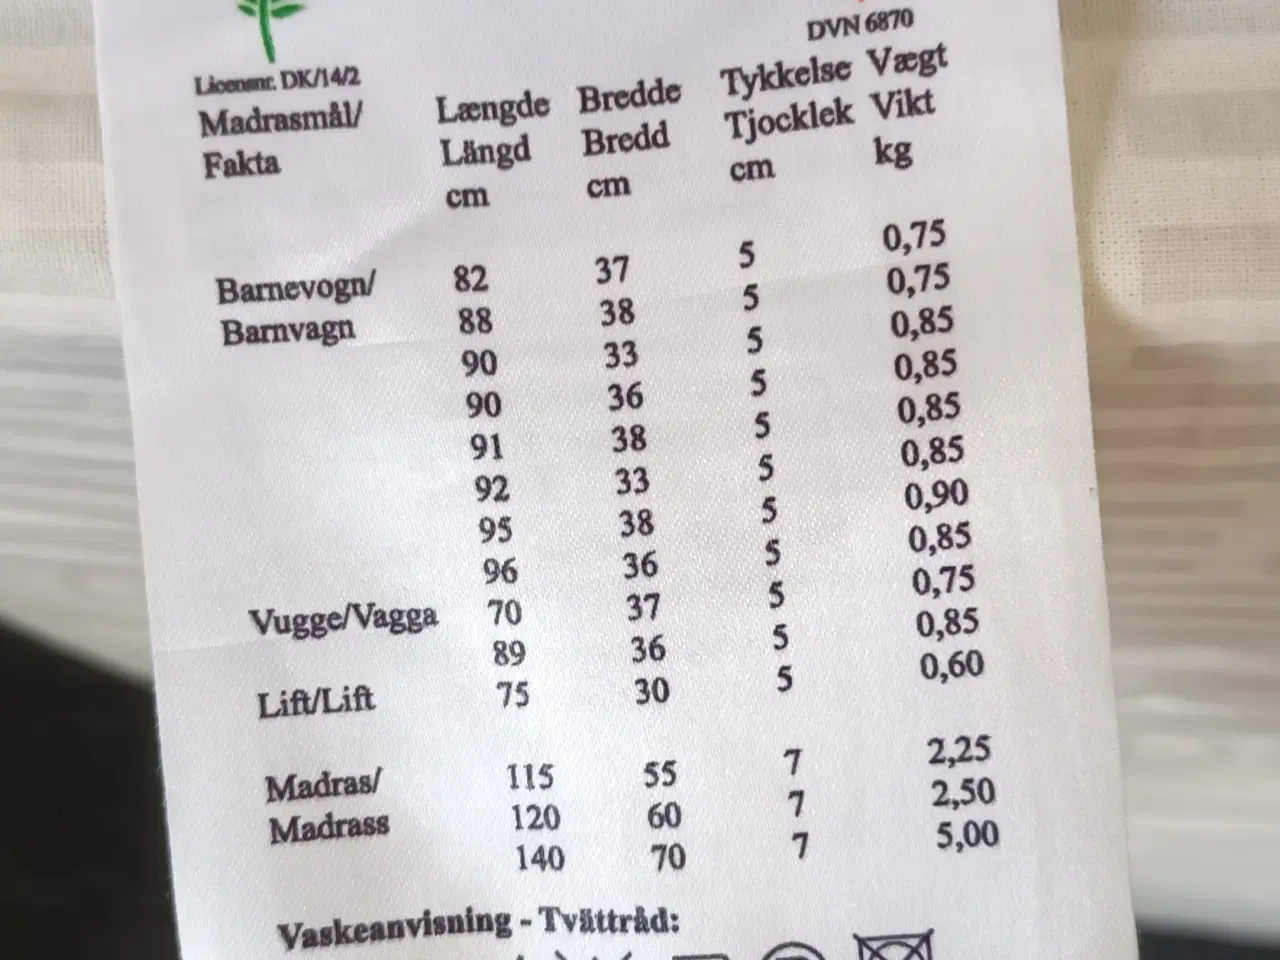 DVN 6870
Licensnr. DK/14/2
Madrasmål/ Længde Bredde Tykkelse Vægt
Fakta Längd Bredd Tjocklek Vikt
cm cm cm kg
Barnevogn/ 82 37 5 0,75
Barnvagn 88 38 5 0,75
90 33 5 0,85
90 36 5 0,85
91 38 5 0,85
92 33 5 0,85
95 38 5 0,90
96 36 5 0,85
Vugge/Vagga 70 37 5 0,75
89 36 5 0,85
Lift/Lift 75 30 5 0,60
Madras/ 115 55 7 2,25
Madrass 120 60 7 2,50
140 70 7 5,00
Vaskeanvisning - Tvättråd: